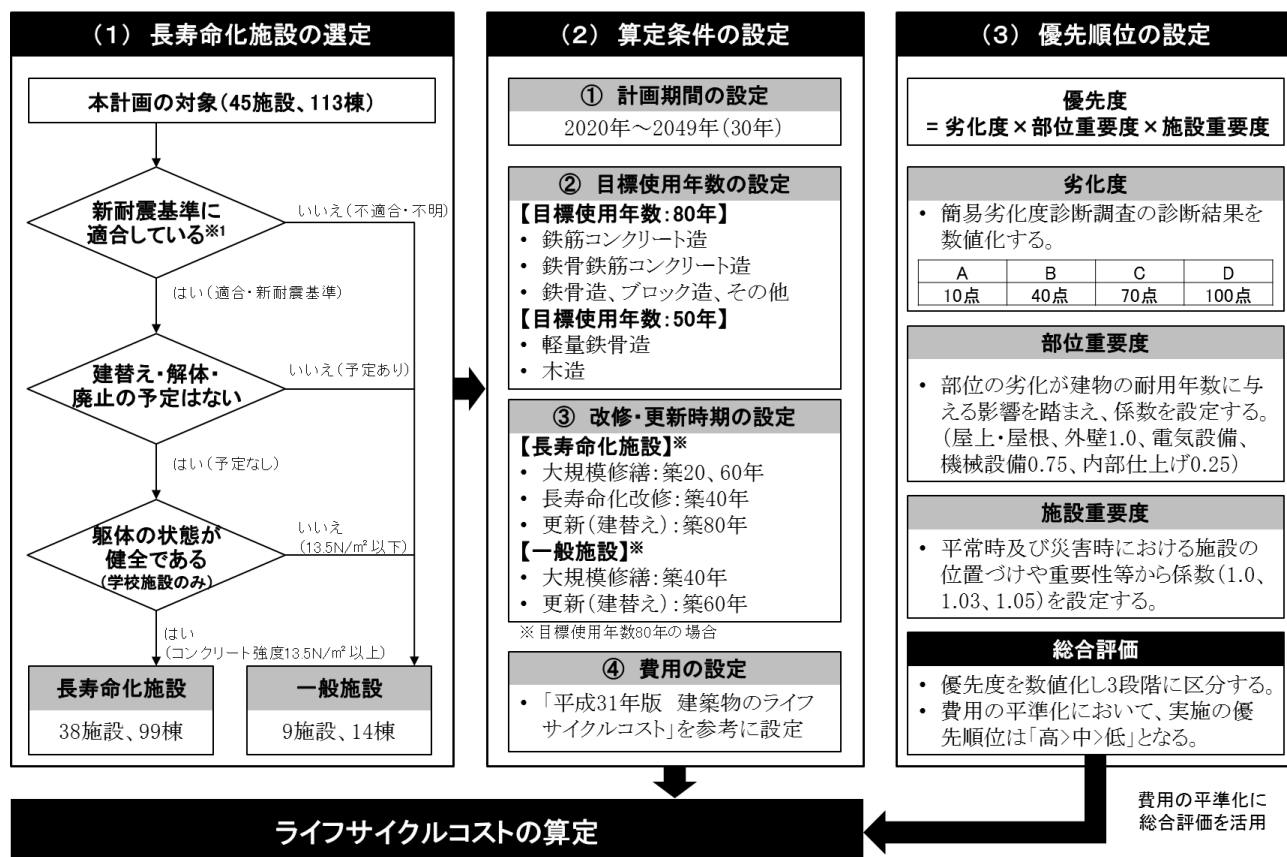 (1) 長寿命化施設の選定
本計画の対象(45施設、113棟)
新耐震基準に
適合している※1
いいえ(不適合・不明)
はい(適合・新耐震基準)
建替え・解体・
廃止の予定はない
いいえ(予定あり)
はい(予定なし)
躯体の状態が
健全である
(学校施設のみ)
いいえ
(13.5N/㎡以下)
はい
(コンクリート強度13.5N/㎡以上)
長寿命化施設
38施設、99棟
一般施設
9施設、14棟
(2) 算定条件の設定
① 計画期間の設定
2020年~2049年(30年)
② 目標使用年数の設定
【目標使用年数:80年】
• 鉄筋コンクリート造
• 鉄骨鉄筋コンクリート造
• 鉄骨造、ブロック造、その他
【目標使用年数:50年】
• 軽量鉄骨造
• 木造
③ 改修・更新時期の設定
【長寿命化施設】※
• 大規模修繕:築20、60年
• 長寿命化改修:築40年
• 更新(建替え):築80年
【一般施設】※
• 大規模修繕:築40年
• 更新(建替え):築60年
※目標使用年数80年の場合
④ 費用の設定
• 「平成31年版 建築物のライフ
サイクルコスト」を参考に設定
(3) 優先順位の設定
優先度
= 劣化度×部位重要度×施設重要度
劣化度
• 簡易劣化度診断調査の診断結果を
数値化する。
A B C D
10点 40点 70点 100点
部位重要度
• 部位の劣化が建物の耐用年数に与
える影響を踏まえ、係数を設定する。
(屋上・屋根、外壁1.0、電気設備、
機械設備0.75、内部仕上げ0.25)
施設重要度
• 平常時及び災害時における施設の
位置づけや重要性等から係数(1.0、
1.03、1.05)を設定する。
総合評価
• 優先度を数値化し3段階に区分する。
• 費用の平準化において、実施の優
先順位は「高>中>低」となる。
費用の平準化に
総合評価を活用
ライフサイクルコストの算定